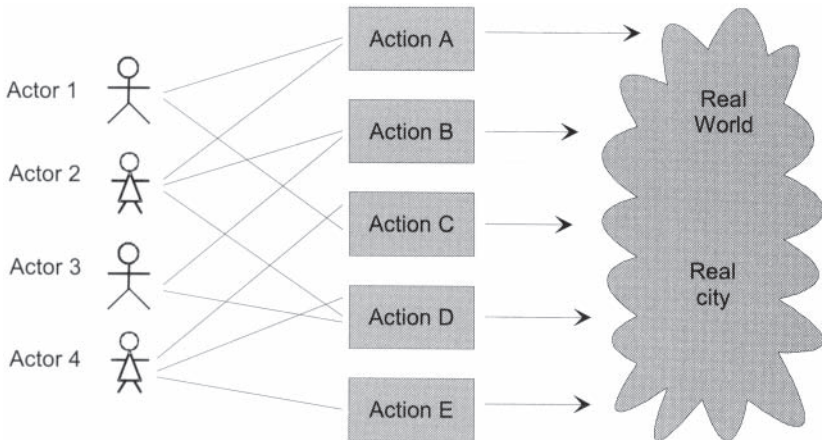 Actor 1
Actor 2
Actor 3
Actor 4
Action A
Action B
Action C
Action D
Action E
Real
World
Real
city